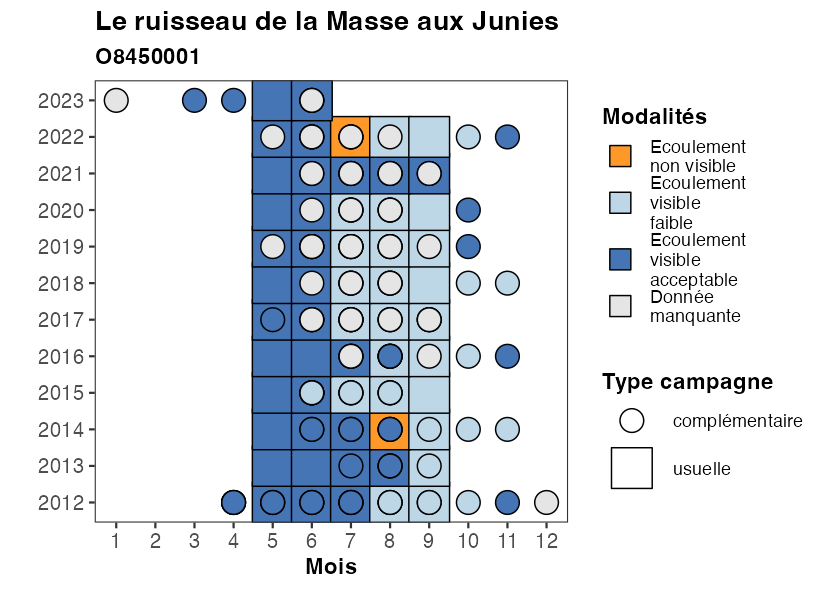 Le ruisseau de la Masse aux Junies
O8450001
2023
2022
2021
2020
2019
2018
2017
2016
2015
2014
2013
2012
1 2 3 4 5 6 7 8 9 10 11 12
Mois
Modalités
Ecoulement
non visible
Ecoulement
visible
faible
Ecoulement
visible
acceptable
Donnée
manquante
Type campagne
complémentaire
usuelle